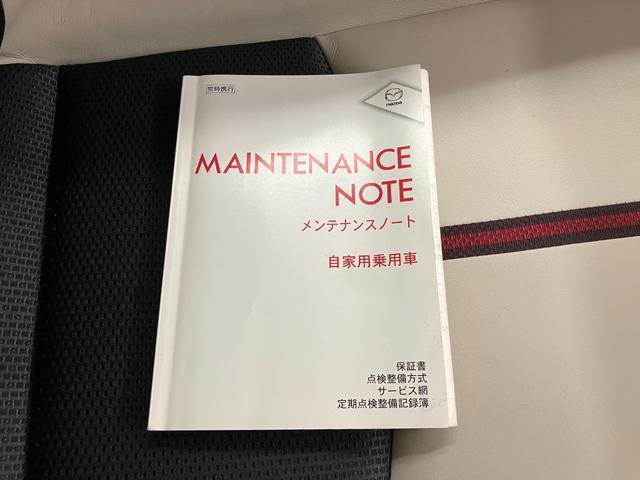 常時携行
mazda
MAINTENANCE
NOTE
メンテナンスノート
自家用乗用車
保証書
点検整備方式
サービス網
定期点検整備記録簿